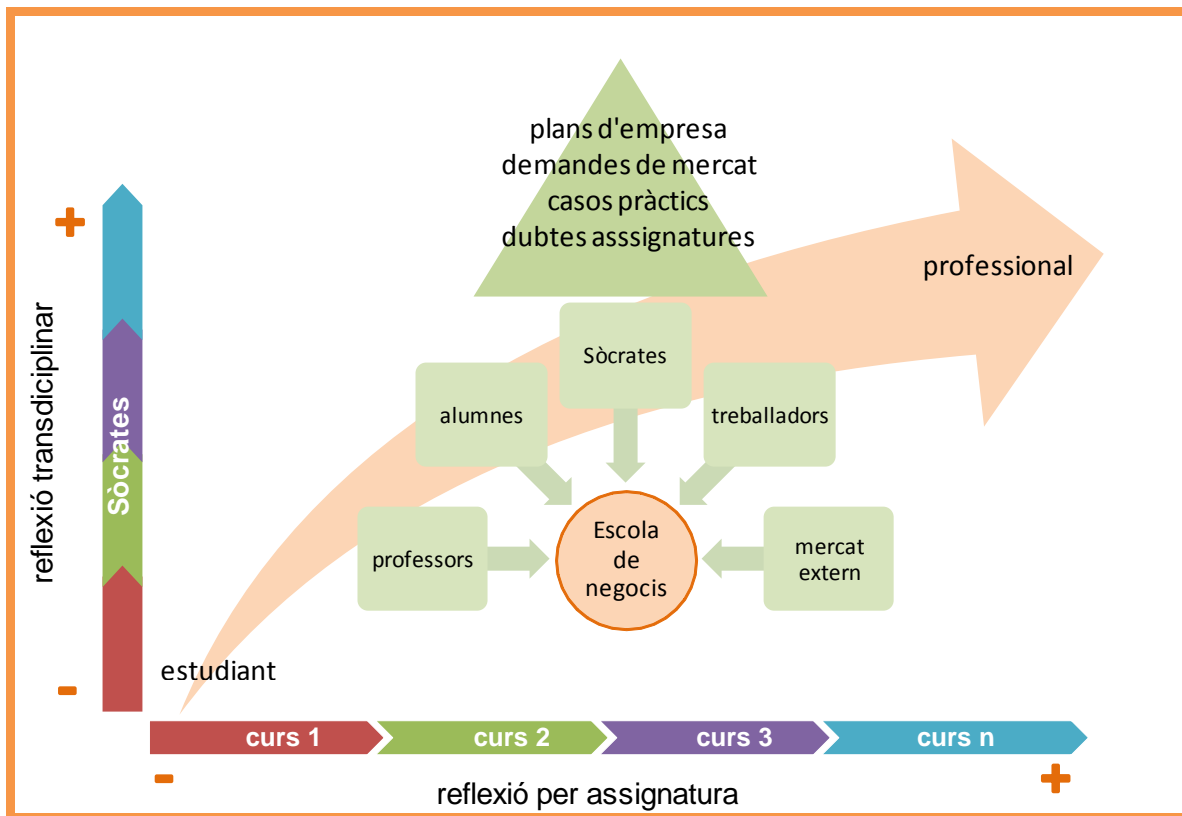 plans d'empresa
demandes de mercat
casos pràctics
dubtes asssignatures
+
professional
reflexió transdiciplinar
Sòcrates
Sòcrates
alumnes
treballadors
professors
Escola
de
negocis
mercat
extern
estudiant
-
curs 1
curs 2
curs 3
curs n
-
+
reflexió per assignatura